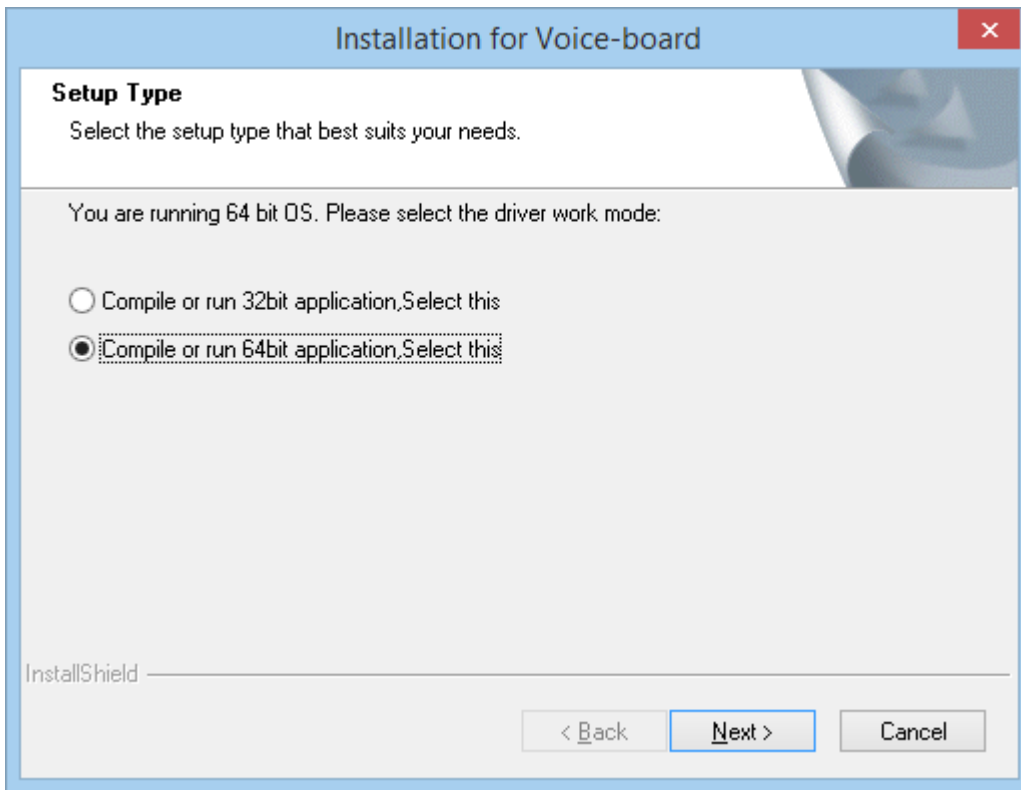 Installation for Voice-board
Setup Type
Select the setup type that best suits your needs.
You are running 64 bit OS. Please select the driver work mode:
Compile or run 32bit application,Select this
Compile or run 64bit application,Select this
InstallShield
< Back
Next >
Cancel